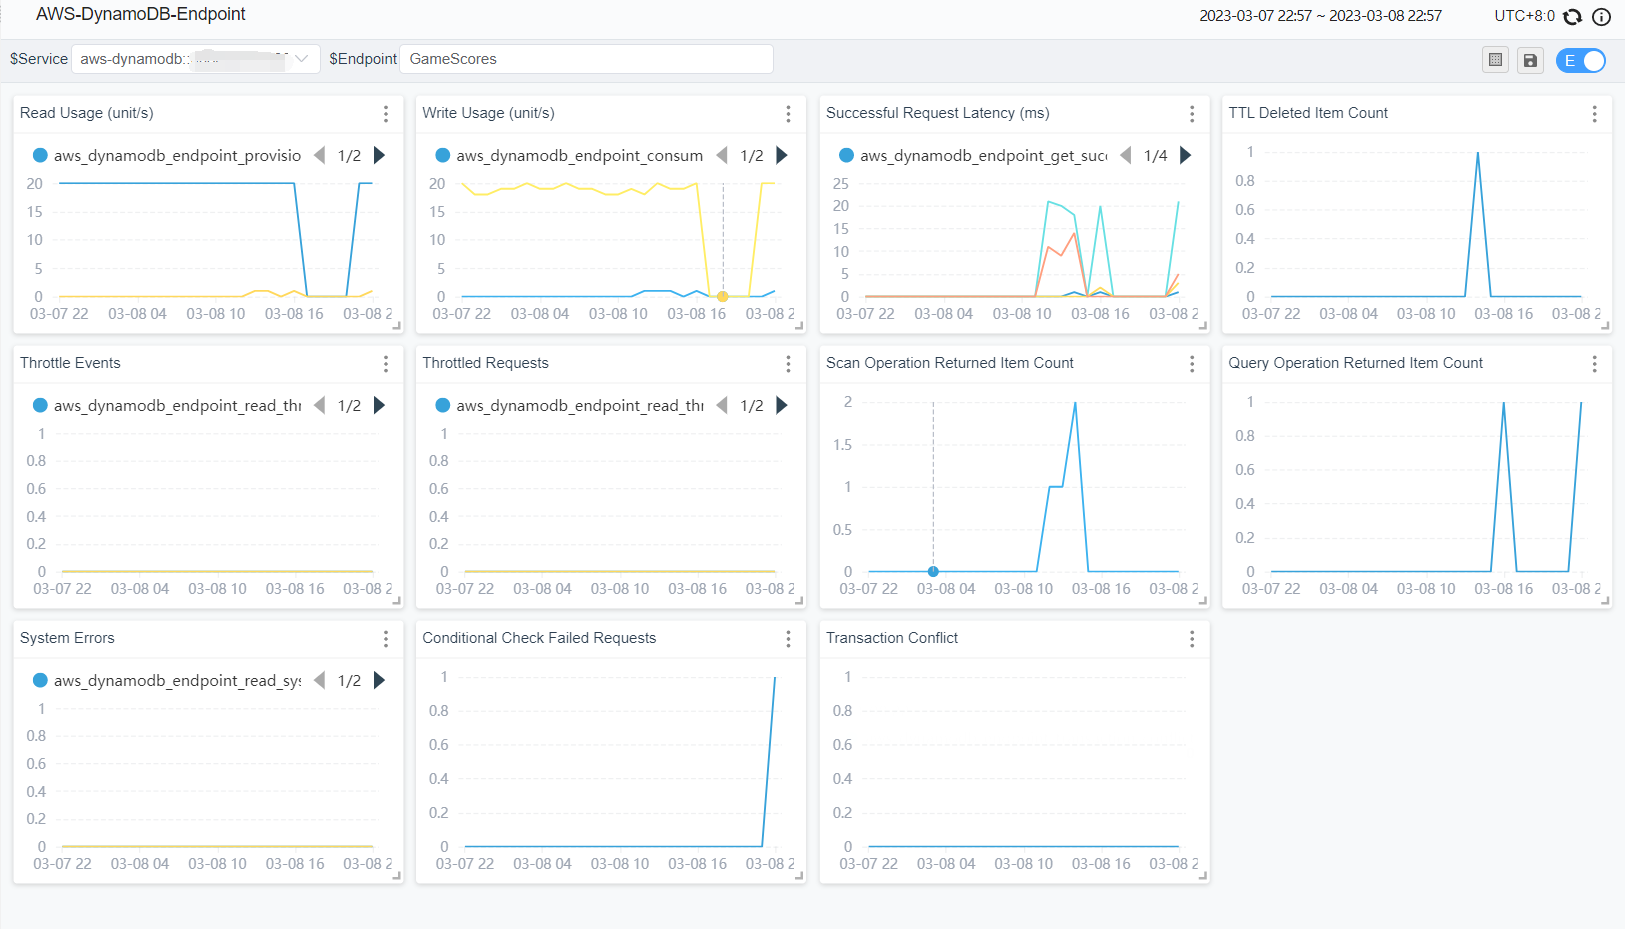 AWS-DynamoDB-Endpoint
2023-03-07 22:57 ~ 2023-03-08 22:57
UTC+8:0
$Service
aws-dynamodb::
$Endpoint
GameScores
E
Read Usage (unit/s)
aws_dynamodb_endpoint_provisio
1/2
20
15
10
5
0
03-07 22 03-08 04 03-08 10 03-08 16 03-08 2
Write Usage (unit/s)
aws_dynamodb_endpoint_consum
1/2
20
15
10
5
0
03-07 22 03-08 04 03-08 10 03-08 16 03-08 2
Successful Request Latency (ms)
aws_dynamodb_endpoint_get_succ
1/4
25
20
15
10
5
0
03-07 22 03-08 04 03-08 10 03-08 16 03-08 2
TTL Deleted Item Count
1
0.8
0.6
0.4
0.2
0
03-07 22 03-08 04 03-08 10 03-08 16 03-08 2
Throttle Events
aws_dynamodb_endpoint_read_thr
1/2
1
0.8
0.6
0.4
0.2
0
03-07 22 03-08 04 03-08 10 03-08 16 03-08 2
Throttled Requests
aws_dynamodb_endpoint_read_thr
1/2
1
0.8
0.6
0.4
0.2
0
03-07 22 03-08 04 03-08 10 03-08 16 03-08 2
Scan Operation Returned Item Count
2
1.5
1
0.5
0
03-07 22 03-08 04 03-08 10 03-08 16 03-08 2
Query Operation Returned Item Count
1
0.8
0.6
0.4
0.2
0
03-07 22 03-08 04 03-08 10 03-08 16 03-08 2
System Errors
aws_dynamodb_endpoint_read_sys
1/2
1
0.8
0.6
0.4
0.2
0
03-07 22 03-08 04 03-08 10 03-08 16 03-08 2
Conditional Check Failed Requests
1
0.8
0.6
0.4
0.2
0
03-07 22 03-08 04 03-08 10 03-08 16 03-08 2
Transaction Conflict
1
0.8
0.6
0.4
0.2
0
03-07 22 03-08 04 03-08 10 03-08 16 03-08 2